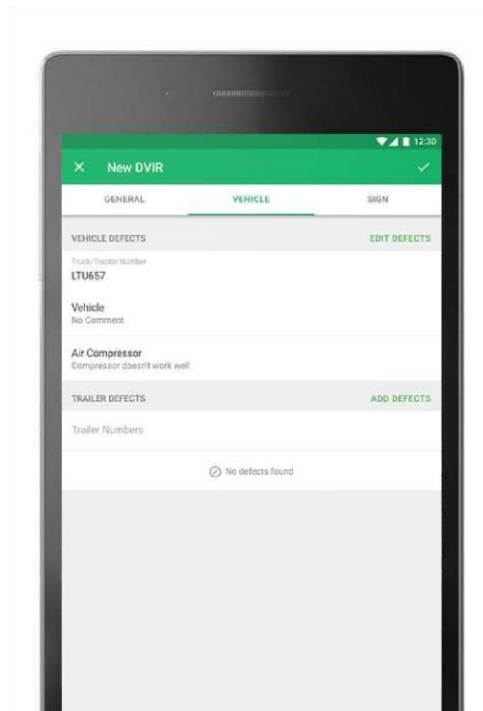 12:30
New DVIR
GENERAL VEHICLE SIGN
VEHICLE DEFECTS EDIT DEFECTS
Truck/Tractor Number
LTU657
Vehicle
No Comment
Air Compressor
Compressor doesn't work well
TRAILER DEFECTS ADD DEFECTS
Trailer Numbers
No defects found